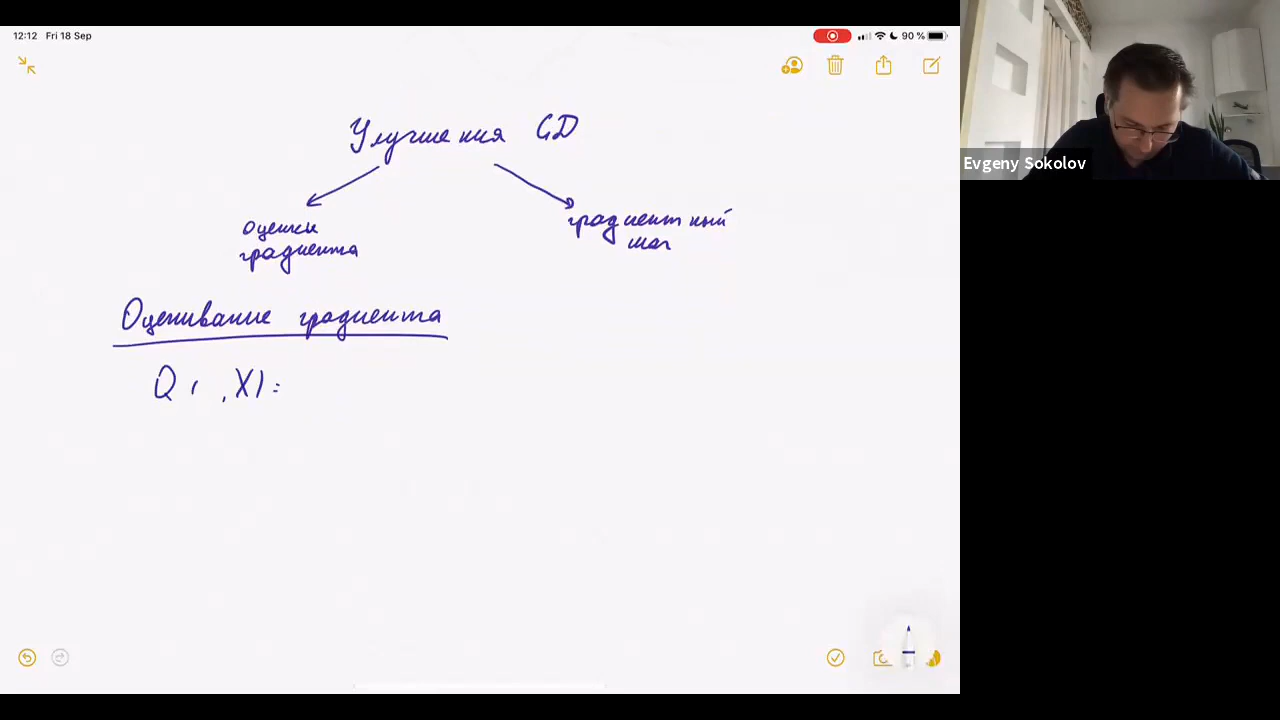 12:12 Fri 18 Sep
90 %
Evgeny Sokolov
Улучшения GD
оценки
градиента
градиентный
шаг
Оценивание градиента
Q ( , X) =